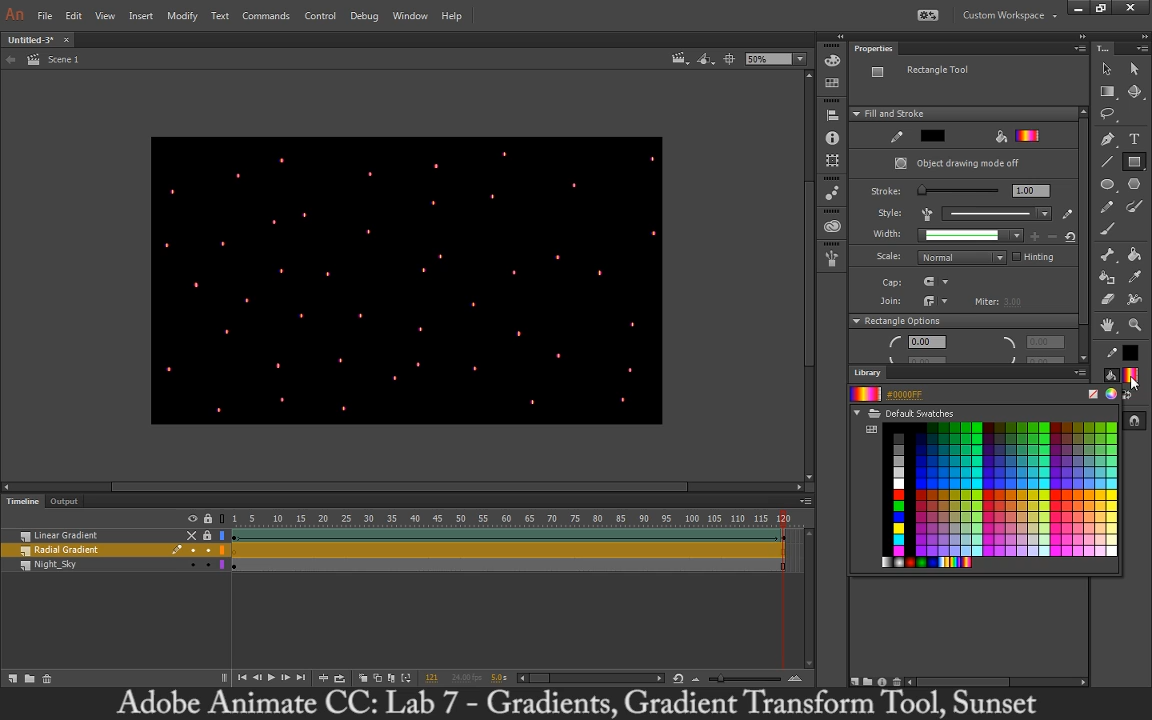 An File Edit View Insert Modify Text Commands Control Debug Window Help Custom Workspace
Untitled-3* ×
Scene 1 50%
Properties
Rectangle Tool
Fill and Stroke
Object drawing mode off
Stroke: 1.00
Style:
Width:
Scale: Normal Hinting
Cap:
Join: Miter: 3.00
Rectangle Options
0.00 0.00
Library
#0000FF
Default Swatches
Timeline Output
1 5 10 15 20 25 30 35 40 45 50 55 60 65 70 75 80 85 90 95 100 105 110 115 120
Linear Gradient
Radial Gradient
Night_Sky
121 24.00 fps 5.0 s
Adobe Animate CC: Lab 7 - Gradients, Gradient Transform Tool, Sunset